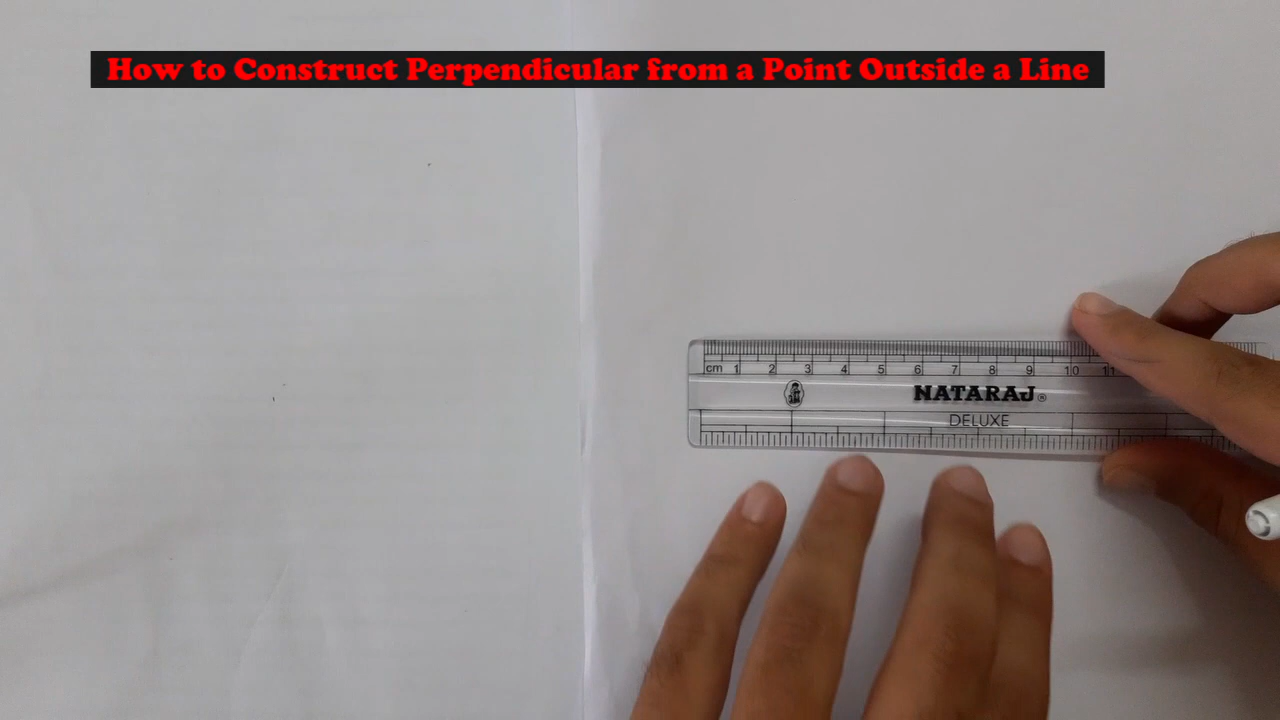 How to Construct Perpendicular from a Point Outside a Line
cm 1 2 3 4 5 6 7 8 9 10 11
NATARAJ®
DELUXE